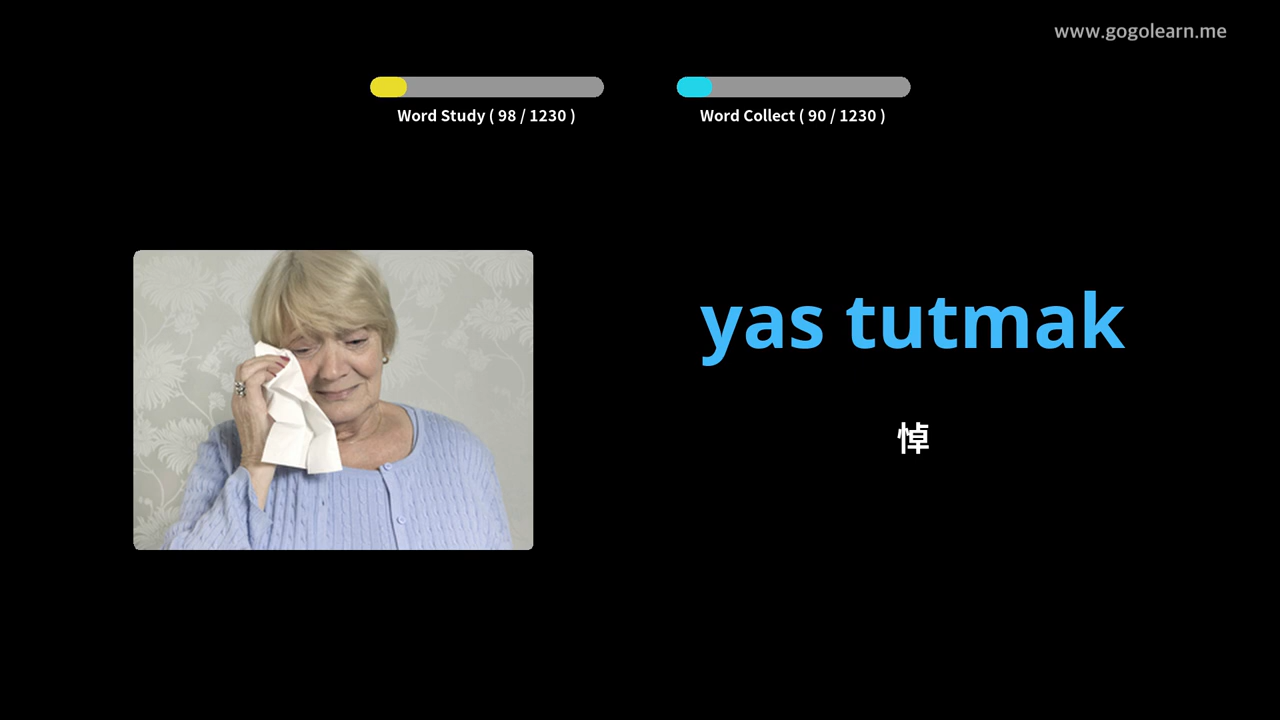 www.gogolearn.me
Word Study ( 98 / 1230 )
Word Collect ( 90 / 1230 )
yas tutmak
悼